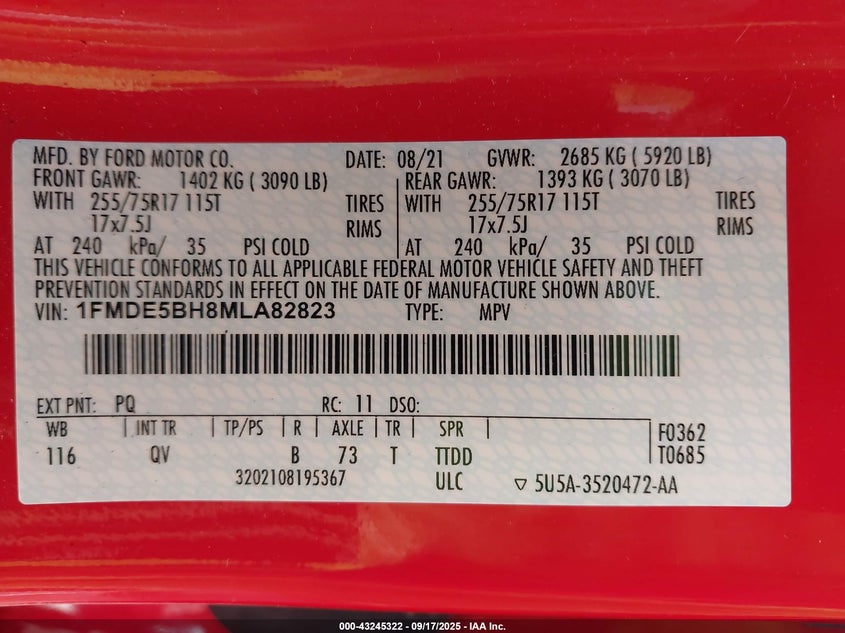 MFD. BY FORD MOTOR CO. DATE: 08/21 GVWR: 2685 KG ( 5920 LB)
FRONT GAWR: 1402 KG ( 3090 LB) REAR GAWR: 1393 KG ( 3070 LB)
WITH 255/75R17 115T TIRES WITH 255/75R17 115T TIRES
17x7.5J RIMS 17x7.5J RIMS
AT 240 kPa/ 35 PSI COLD AT 240 kPa/ 35 PSI COLD
THIS VEHICLE CONFORMS TO ALL APPLICABLE FEDERAL MOTOR VEHICLE SAFETY AND THEFT
PREVENTION STANDARDS IN EFFECT ON THE DATE OF MANUFACTURE SHOWN ABOVE.
VIN: 1FMDE5BH8MLA82823 TYPE: MPV
EXT PNT: PQ RC: 11 DSO:
WB INT TR TP/PS R AXLE TR SPR F0362
116 QV B 73 T TTDD T0685
3202108195367 ULC ▽ 5U5A-3520472-AA
000-43245322 - 09/17/2025 - IAA Inc.